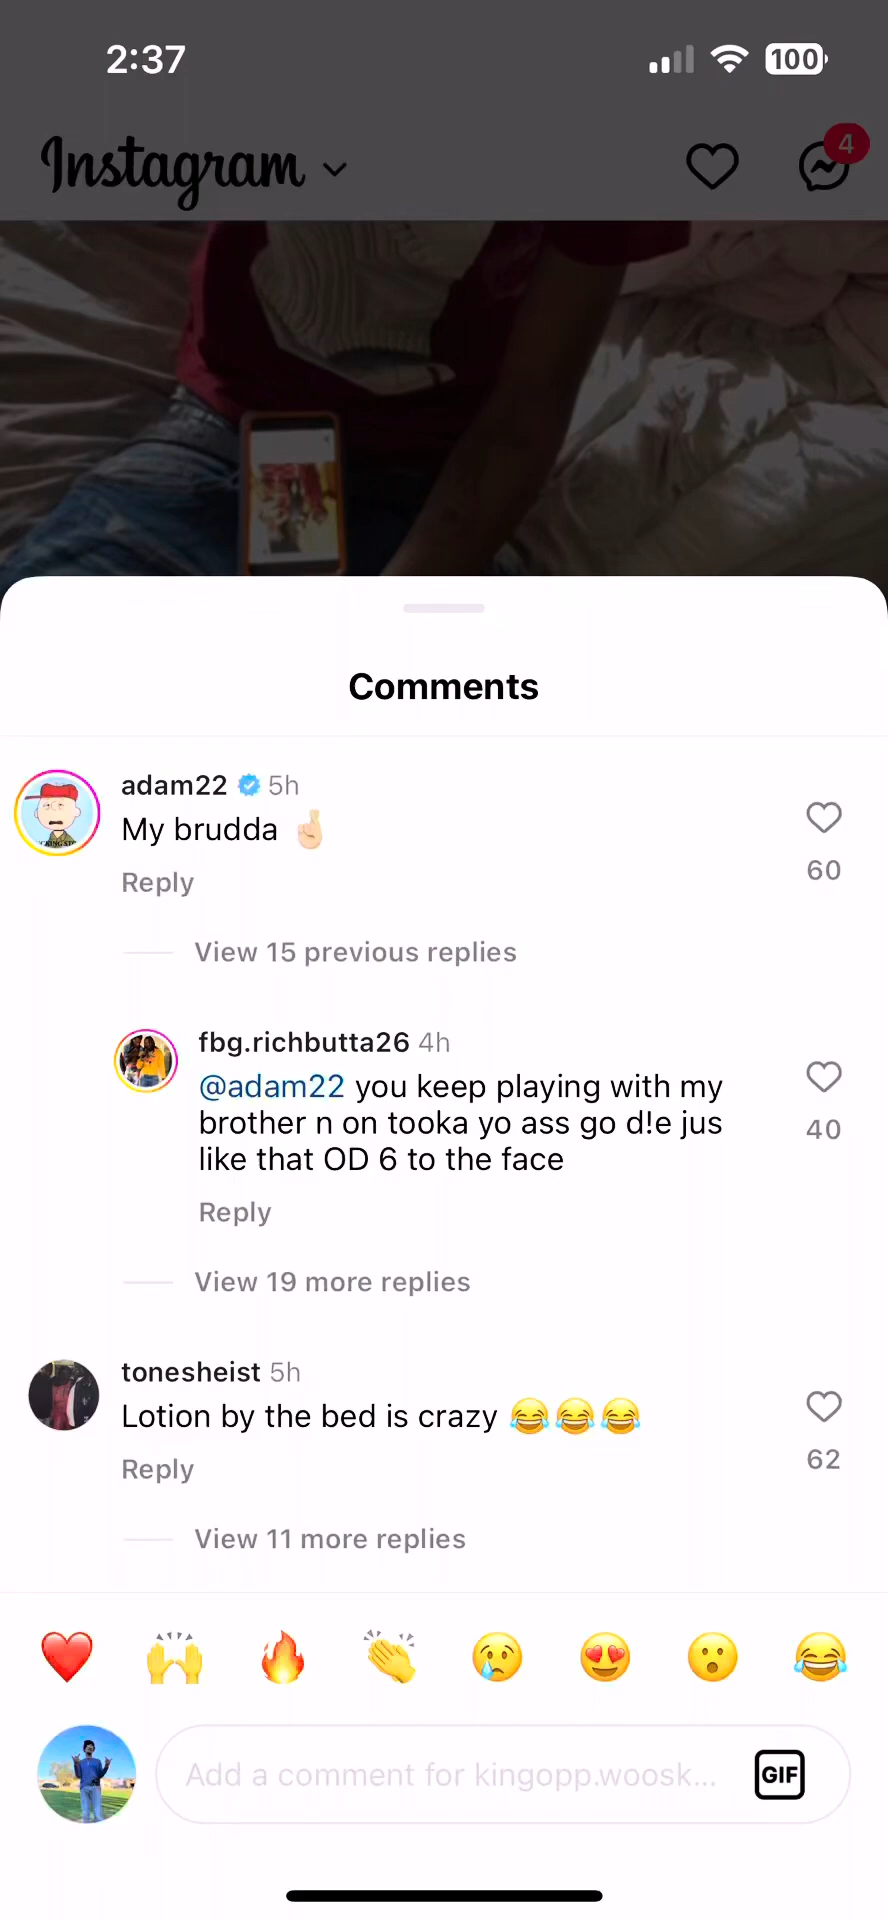 2:37
100
Instagram
4
Comments
adam22 5h
My brudda 🤞🏼
Reply
60
View 15 previous replies
fbg.richbutta26 4h
@adam22 you keep playing with my
brother n on tooka yo ass go d!e jus
like that OD 6 to the face
40
Reply
View 19 more replies
tonesheist 5h
Lotion by the bed is crazy 😂😂😂
Reply
62
View 11 more replies
❤️ 🙌 🔥 👏 😢 😍 😮 😂
Add a comment for kingopp.woosk...
GIF